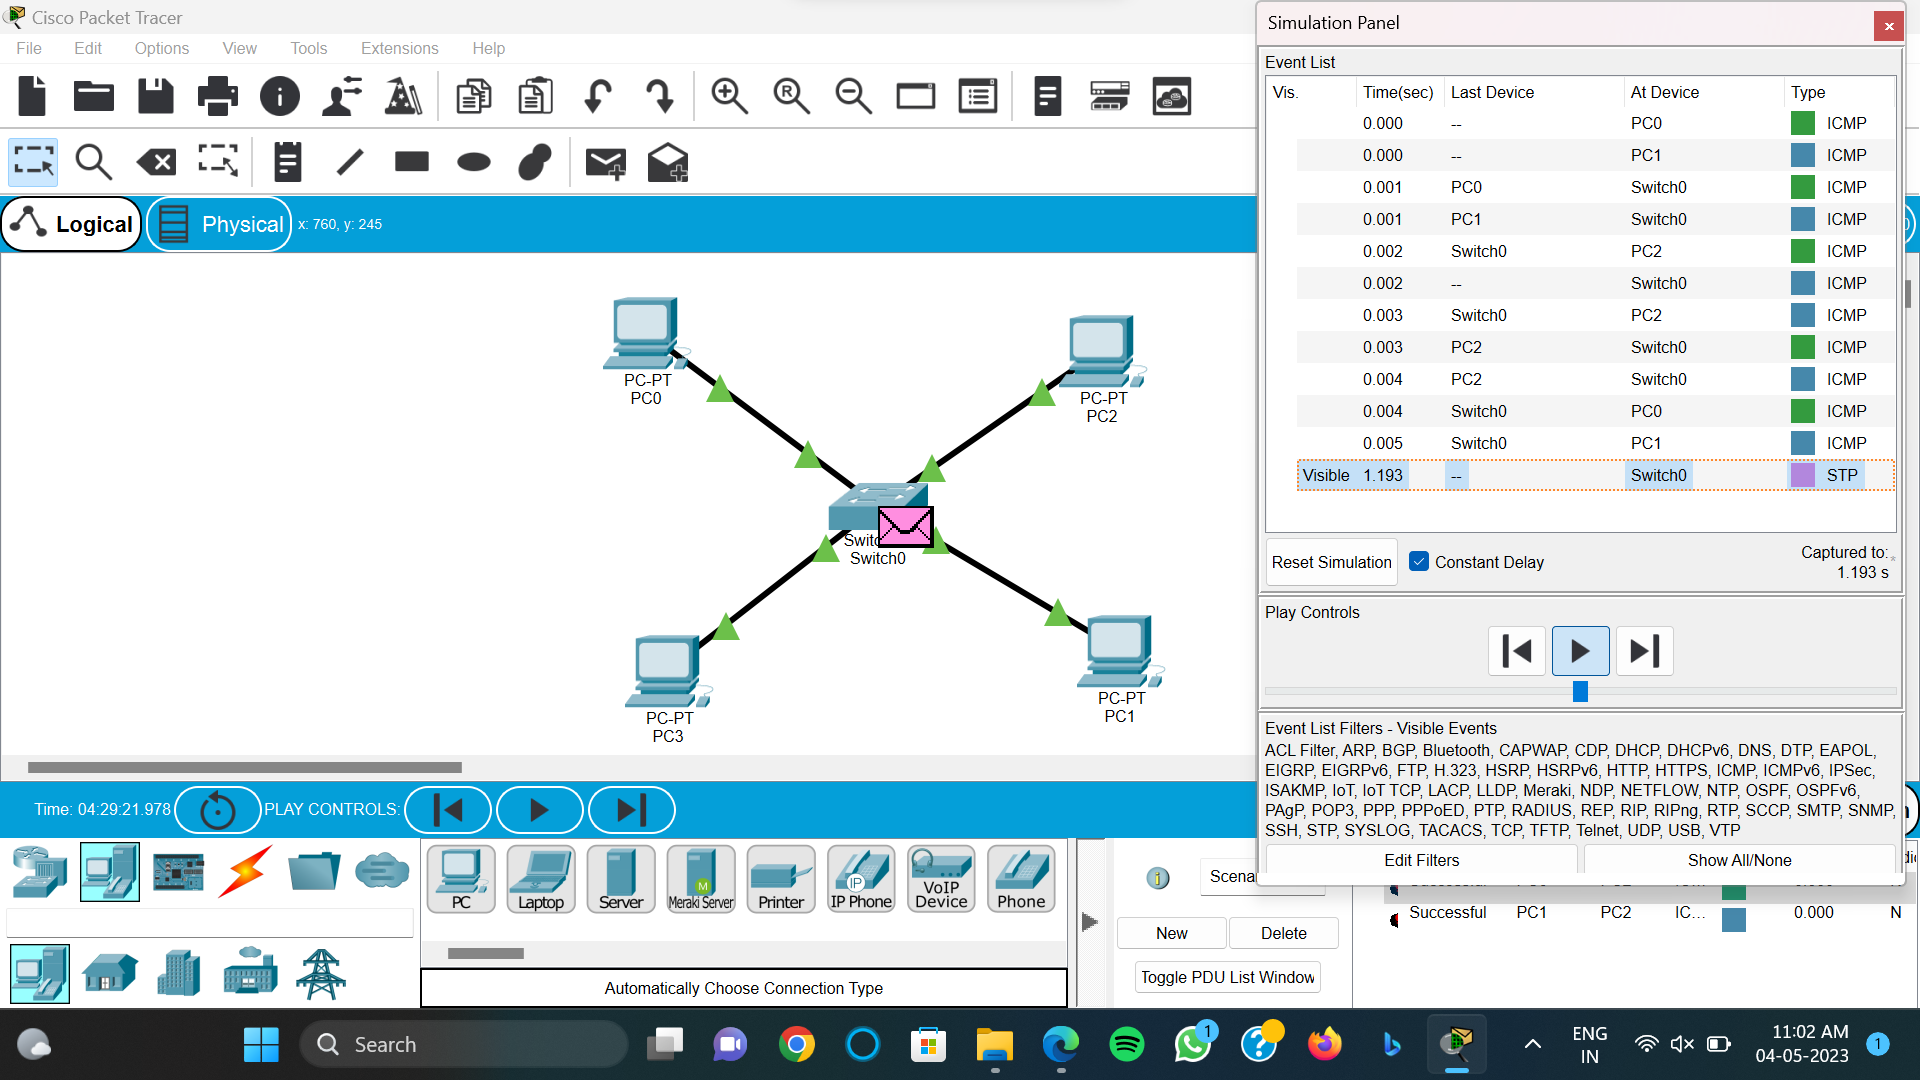 Cisco Packet Tracer
File Edit Options View Tools Extensions Help
Logical Physical x: 760, y: 245
PC-PT
PC0
PC-PT
PC2
Switch0
PC-PT
PC1
PC-PT
PC3
Time: 04:29:21.978 PLAY CONTROLS:
PC Laptop Server Meraki Server Printer IP Phone VoIP Device Phone
IP
M
Automatically Choose Connection Type
New Delete
Toggle PDU List Window
Successful PC1 PC2 IC... 0.000 N
Simulation Panel
Event List
Vis. Time(sec) Last Device At Device Type
0.000 -- PC0 ICMP
0.000 -- PC1 ICMP
0.001 PC0 Switch0 ICMP
0.001 PC1 Switch0 ICMP
0.002 Switch0 PC2 ICMP
0.002 -- Switch0 ICMP
0.003 Switch0 PC2 ICMP
0.003 PC2 Switch0 ICMP
0.004 PC2 Switch0 ICMP
0.004 Switch0 PC0 ICMP
0.005 Switch0 PC1 ICMP
Visible 1.193 -- Switch0 STP
Reset Simulation Constant Delay Captured to:
1.193 s
Play Controls
Event List Filters - Visible Events
ACL Filter, ARP, BGP, Bluetooth, CAPWAP, CDP, DHCP, DHCPv6, DNS, DTP, EAPOL,
EIGRP, EIGRPv6, FTP, H.323, HSRP, HSRPv6, HTTP, HTTPS, ICMP, ICMPv6, IPSec,
ISAKMP, IoT, IoT TCP, LACP, LLDP, Meraki, NDP, NETFLOW, NTP, OSPF, OSPFv6,
PAgP, POP3, PPP, PPPoED, PTP, RADIUS, REP, RIP, RIPng, RTP, SCCP, SMTP, SNMP,
SSH, STP, SYSLOG, TACACS, TCP, TFTP, Telnet, UDP, USB, VTP
Edit Filters Show All/None
Search
1
ENG
IN
11:02 AM
04-05-2023
1